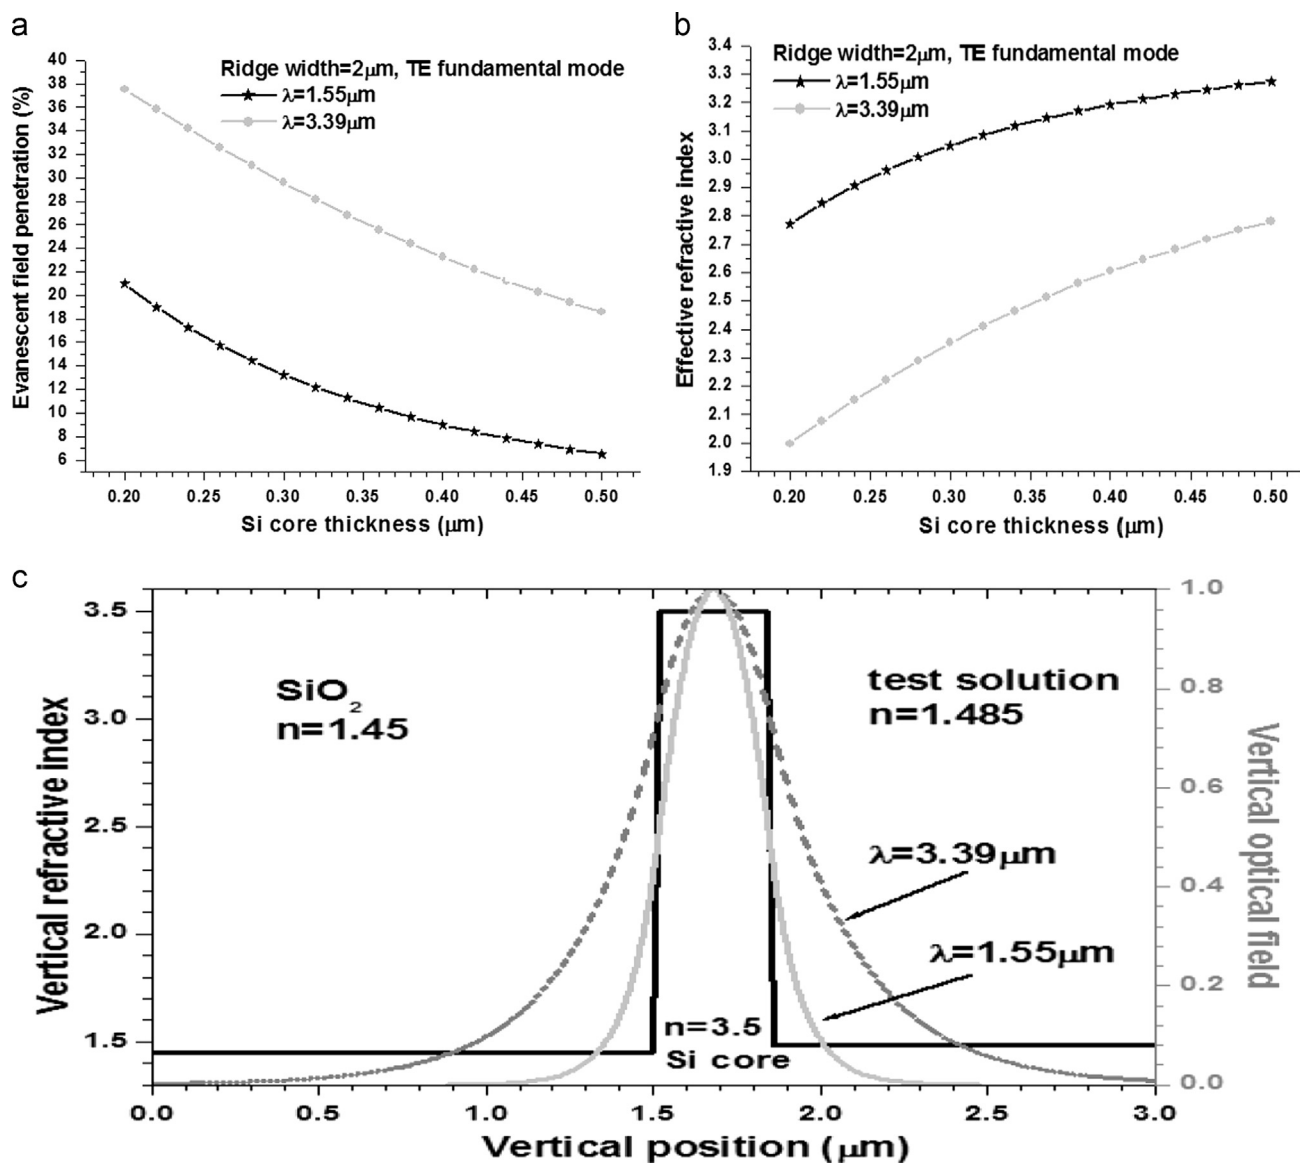 a
Ridge width=2μm, TE fundamental mode
λ=1.55μm
λ=3.39μm
Evanescent field penetration (%)
40
38
36
34
32
30
28
26
24
22
20
18
16
14
12
10
8
6
0.20 0.25 0.30 0.35 0.40 0.45 0.50
Si core thickness (μm)
b
Ridge width=2μm, TE fundamental mode
λ=1.55μm
λ=3.39μm
Effective refractive index
3.4
3.3
3.2
3.1
3.0
2.9
2.8
2.7
2.6
2.5
2.4
2.3
2.2
2.1
2.0
1.9
0.20 0.25 0.30 0.35 0.40 0.45 0.50
Si core thickness (μm)
c
Vertical refractive index
3.5
3.0
2.5
2.0
1.5
SiO₂
n=1.45
test solution
n=1.485
λ=3.39μm
λ=1.55μm
n=3.5
Si core
1.0
0.8
0.6
0.4
0.2
0.0
Vertical optical field
0.0 0.5 1.0 1.5 2.0 2.5 3.0
Vertical position (μm)